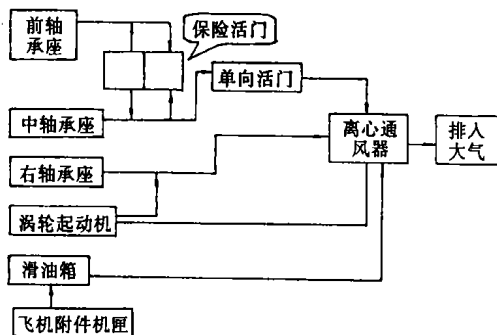 前轴
承座
保险活门
单向活门
中轴承座
离心通
风器
排入
大气
右轴承座
涡轮起动机
滑油箱
飞机附件机匣